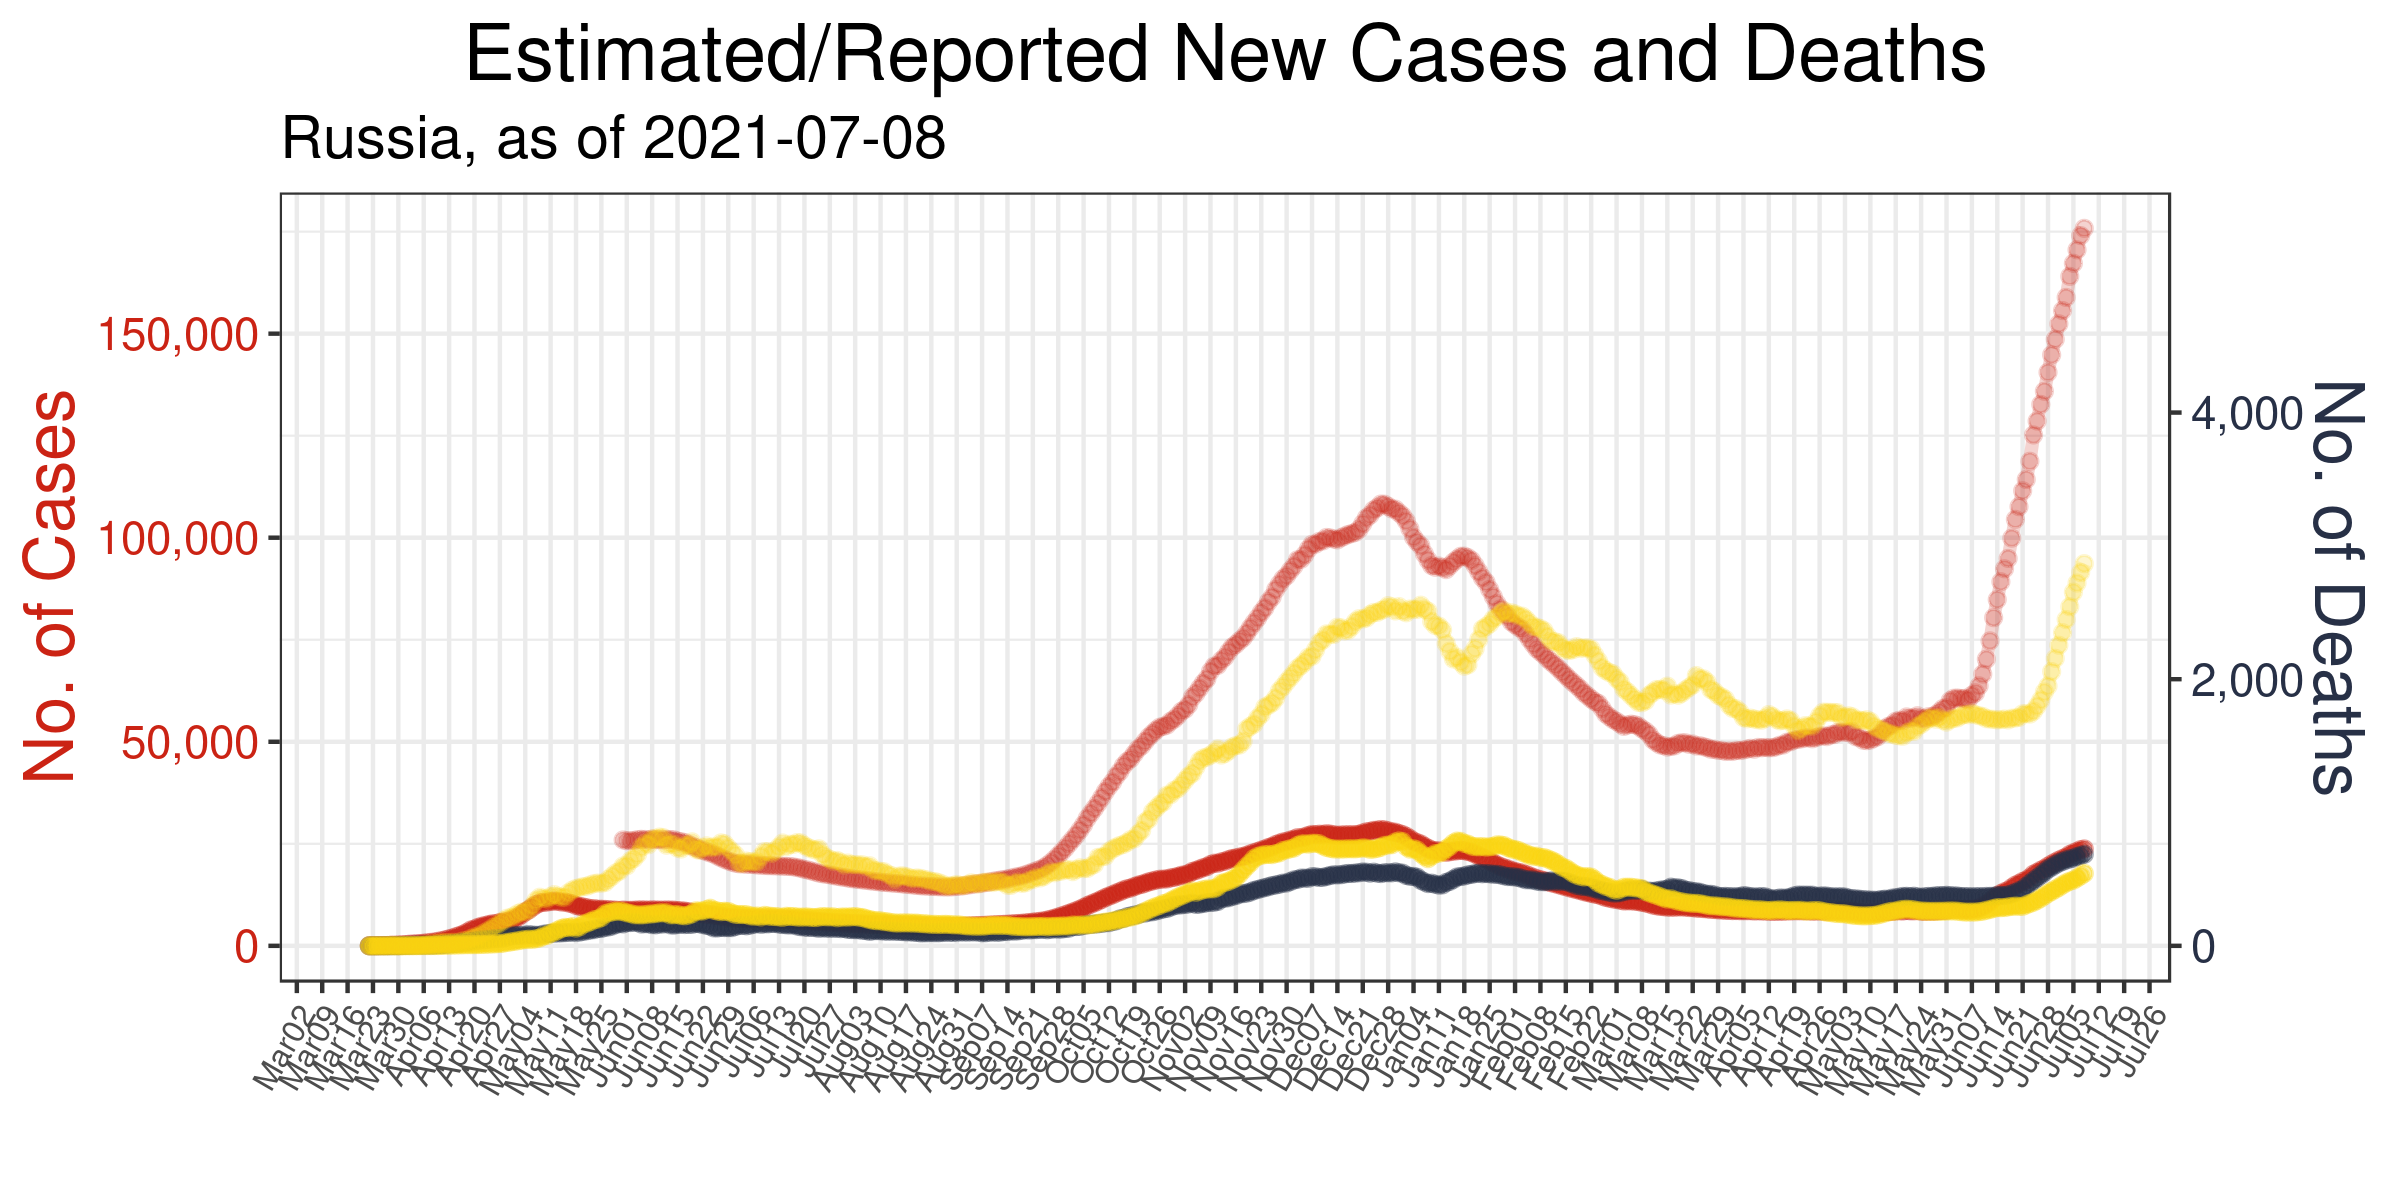 Estimated/Reported New Cases and Deaths
Russia, as of 2021-07-08
No. of Cases
150,000
100,000
50,000
0
No. of Deaths
4,000
2,000
0
Mar02
Mar09
Mar16
Mar23
Mar30
Apr06
Apr13
Apr20
Apr27
May04
May11
May18
May25
Jun01
Jun08
Jun15
Jun22
Jun29
Jul06
Jul13
Jul20
Jul27
Aug03
Aug10
Aug17
Aug24
Aug31
Sep07
Sep14
Sep21
Sep28
Oct05
Oct12
Oct19
Oct26
Nov02
Nov09
Nov16
Nov23
Nov30
Dec07
Dec14
Dec21
Dec28
Dec04
Jan11
Jan18
Jan25
Feb01
Feb08
Feb15
Feb22
Mar01
Mar08
Mar15
Mar22
Mar29
Apr05
Apr12
Apr19
Apr26
May03
May10
May17
May24
May31
May07
Jun14
Jun21
Jun28
Jun05
Jul12
Jul19
Jul26